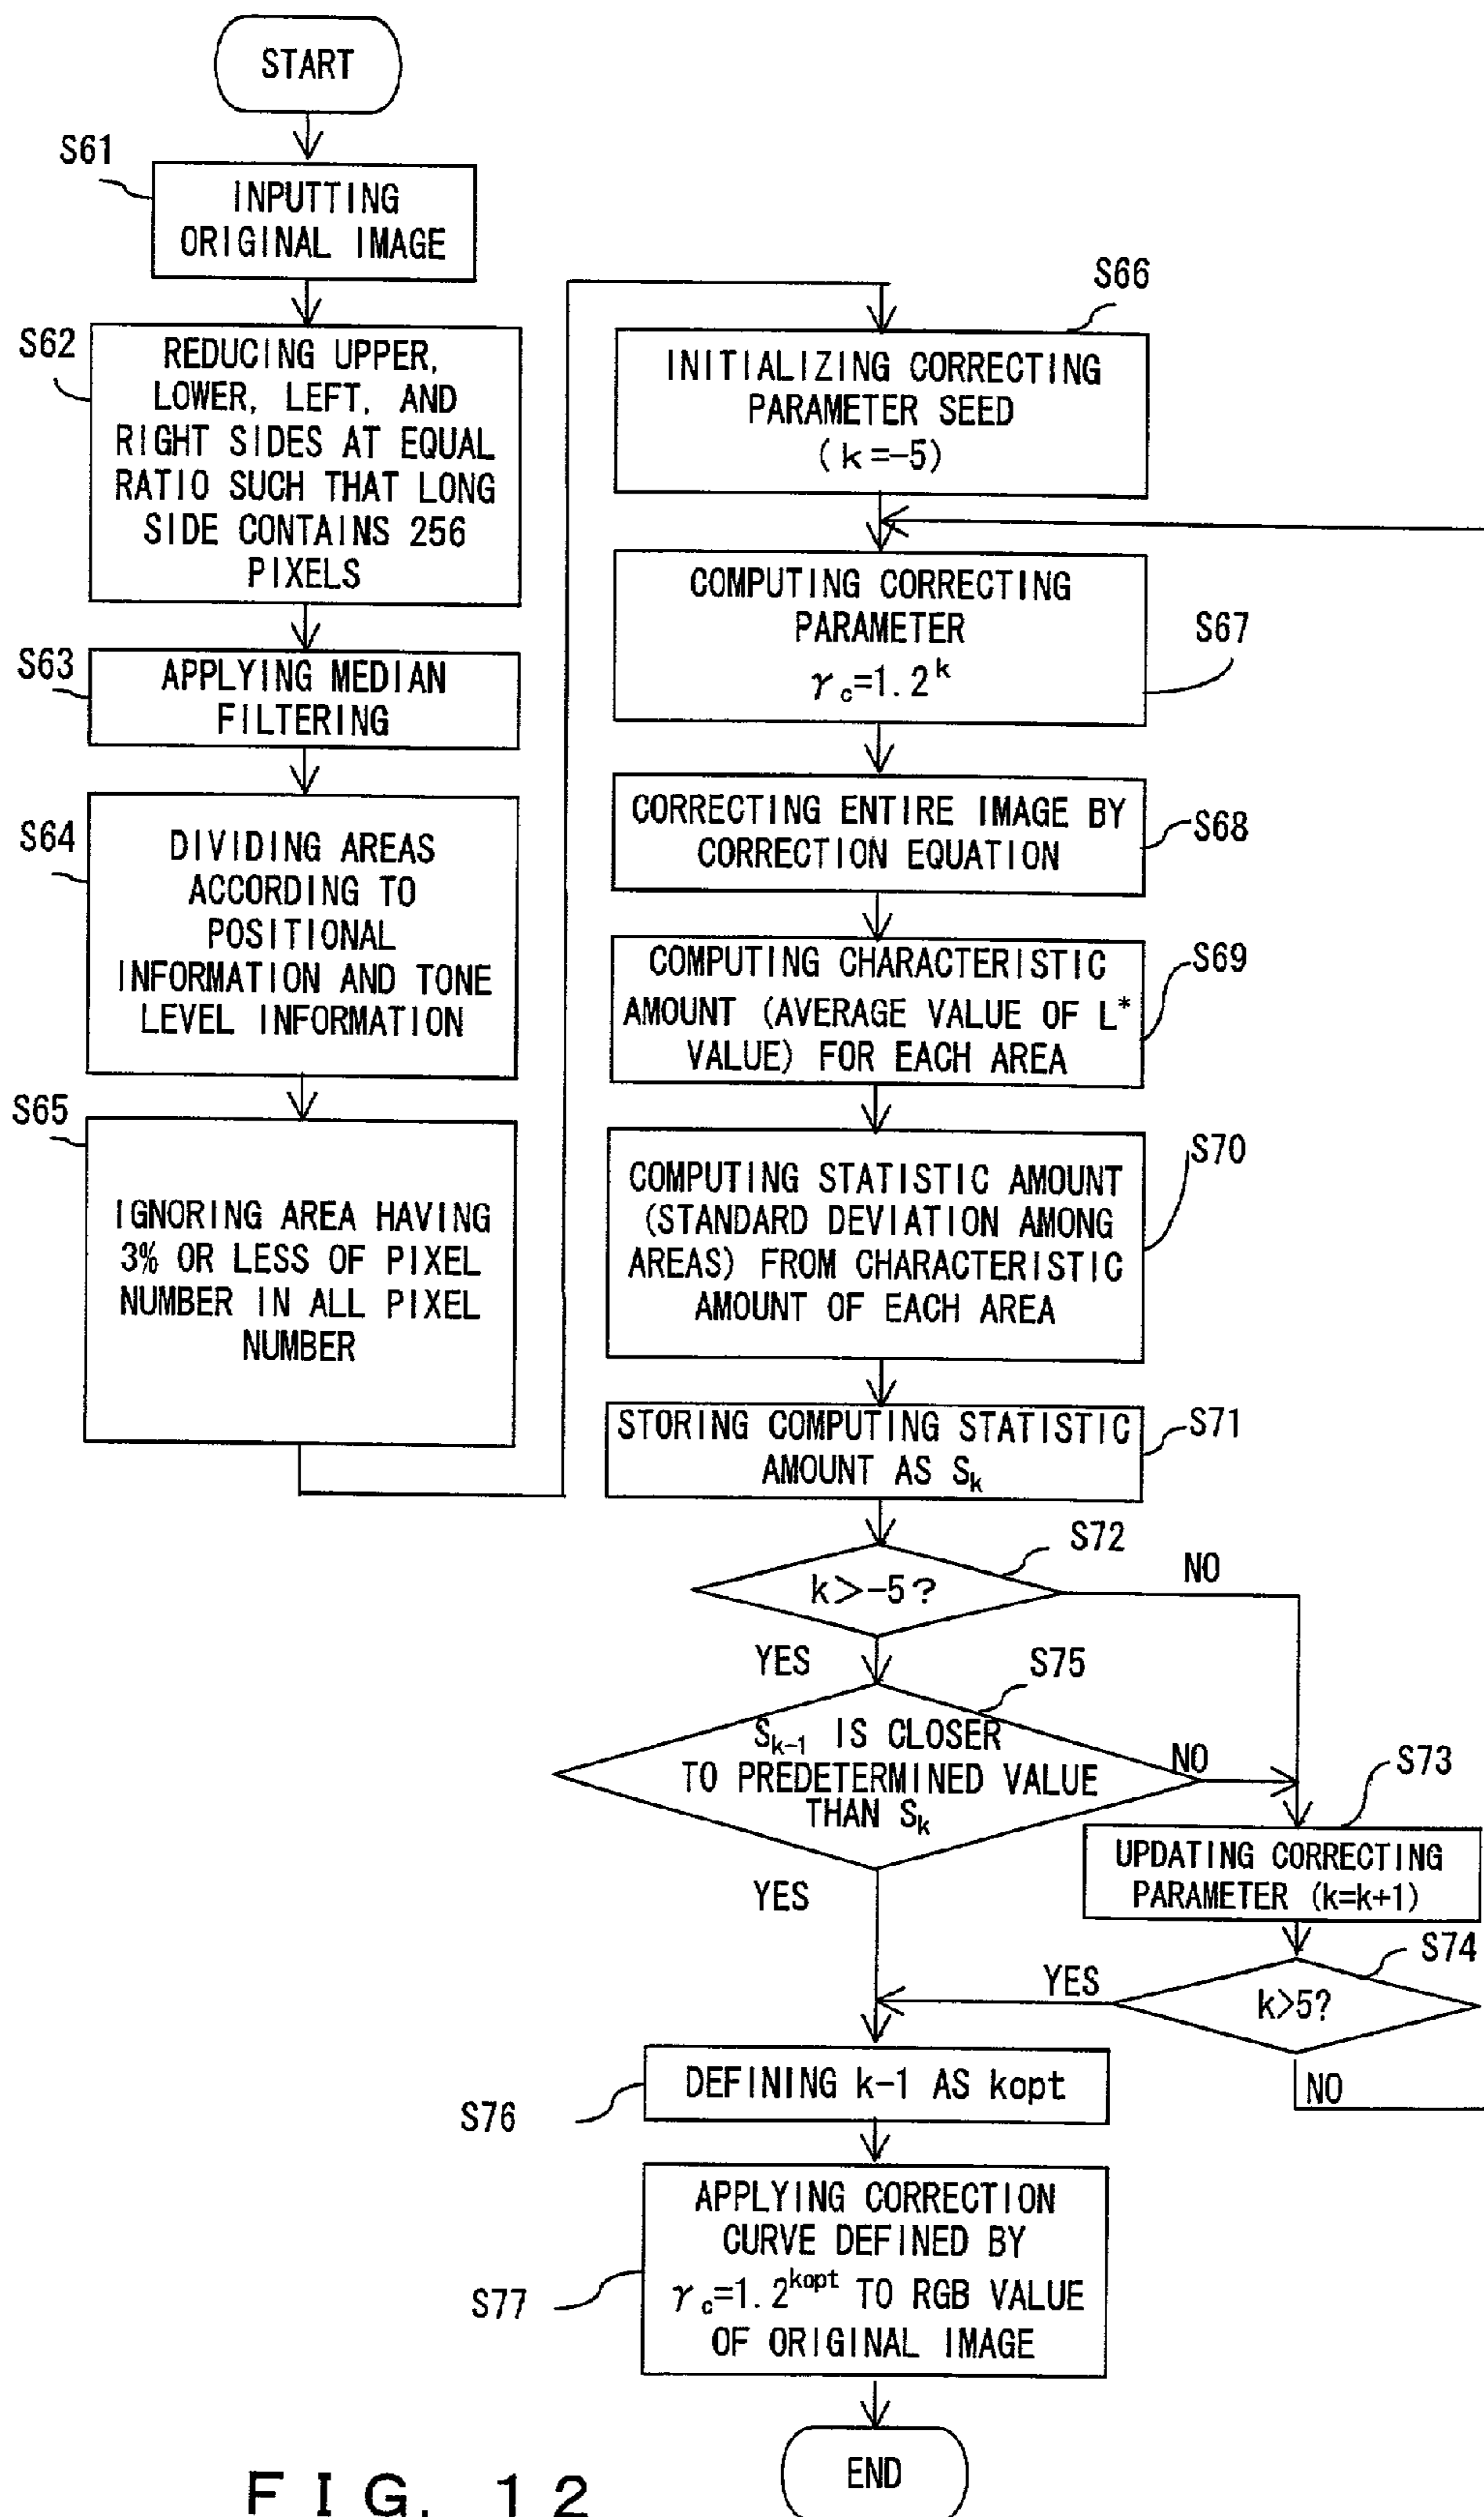 START
S61
INPUTTING
ORIGINAL IMAGE
S62
REDUCING UPPER,
LOWER, LEFT, AND
RIGHT SIDES AT EQUAL
RATIO SUCH THAT LONG
SIDE CONTAINS 256
PIXELS
S63
APPLYING MEDIAN
FILTERING
S64
DIVIDING AREAS
ACCORDING TO
POSITIONAL
INFORMATION AND TONE
LEVEL INFORMATION
S65
IGNORING AREA HAVING
3% OR LESS OF PIXEL
NUMBER IN ALL PIXEL
NUMBER
S66
INITIALIZING CORRECTING
PARAMETER SEED
(k=-5)
COMPUTING CORRECTING
PARAMETER
γc=1.2^k
S67
CORRECTING ENTIRE IMAGE BY
CORRECTION EQUATION
S68
COMPUTING CHARACTERISTIC
AMOUNT (AVERAGE VALUE OF L*
VALUE) FOR EACH AREA
S69
COMPUTING STATISTIC AMOUNT
(STANDARD DEVIATION AMONG
AREAS) FROM CHARACTERISTIC
AMOUNT OF EACH AREA
S70
STORING COMPUTING STATISTIC
AMOUNT AS Sk
S71
S72
k>-5?
NO
YES
S75
Sk-1 IS CLOSER
TO PREDETERMINED VALUE
THAN Sk
NO
YES
S73
UPDATING CORRECTING
PARAMETER (k=k+1)
S74
k>5?
YES
NO
DEFINING k-1 AS kopt
S76
APPLYING CORRECTION
CURVE DEFINED BY
γc=1.2^kopt TO RGB VALUE
OF ORIGINAL IMAGE
S77
END
FIG. 12